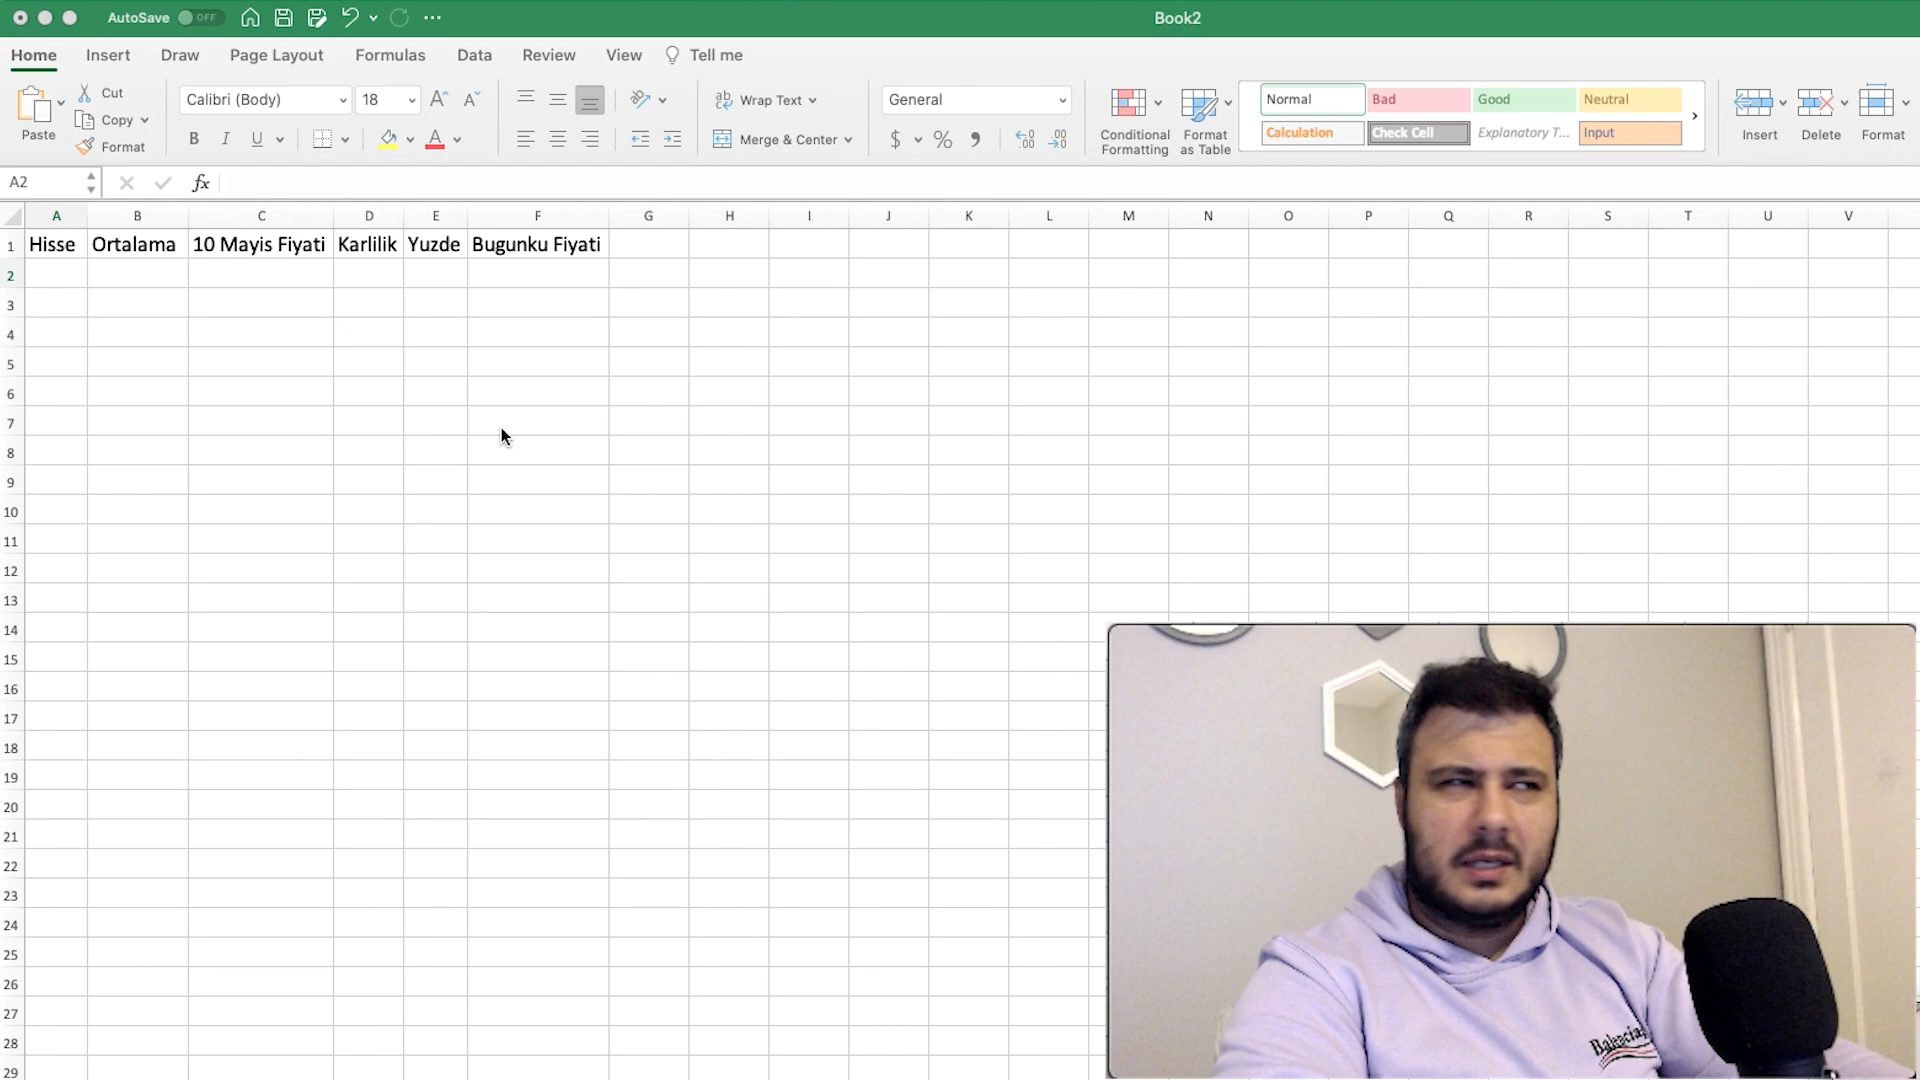 AutoSave OFF Book2
Home Insert Draw Page Layout Formulas Data Review View Tell me
Paste Cut Copy Format
Calibri (Body) 18
B I U A
Wrap Text
Merge & Center
General
$ %
Conditional Formatting
Format as Table
Normal Bad Good Neutral
Calculation Check Cell Explanatory T... Input
Insert Delete Format
A2 fx
A B C D E F G H I J K L M N O P Q R S T U V
1 Hisse Ortalama 10 Mayis Fiyati Karlilik Yuzde Bugunku Fiyati
2
3
4
5
6
7
8
9
10
11
12
13
14
15
16
17
18
19
20
21
22
23
24
25
26
27
28
29